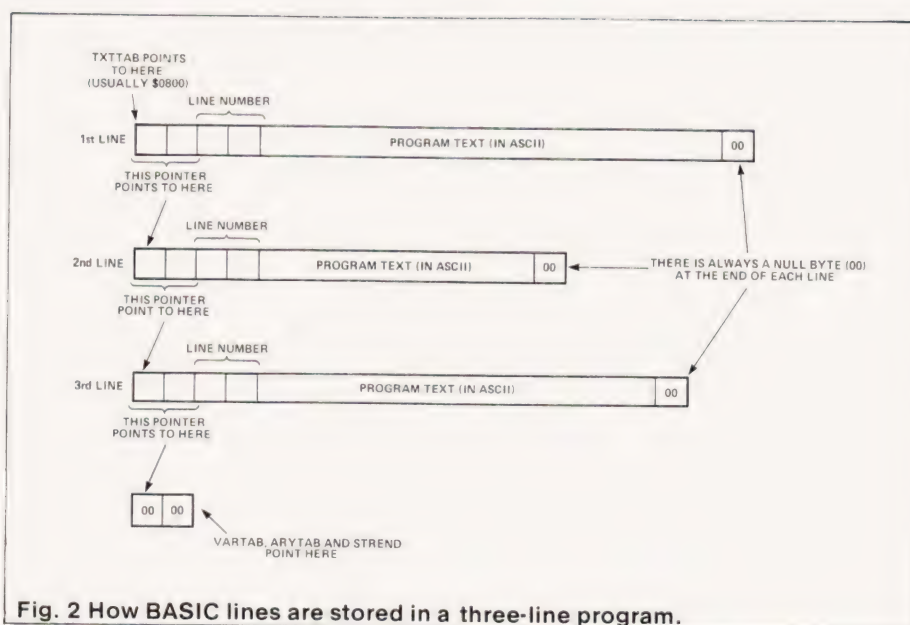 TXTTAB POINTS
TO HERE
(USUALLY $0800)
LINE NUMBER
1st LINE
PROGRAM TEXT (IN ASCII)
00
THIS POINTER
POINTS TO HERE
LINE NUMBER
2nd LINE
PROGRAM TEXT (IN ASCII)
00
THERE IS ALWAYS A NULL BYTE (00)
AT THE END OF EACH LINE
THIS POINTER
POINT TO HERE
LINE NUMBER
3rd LINE
PROGRAM TEXT (IN ASCII)
00
THIS POINTER
POINTS TO HERE
00 00
VARTAB, ARYTAB AND STREND
POINT HERE
Fig. 2 How BASIC lines are stored in a three-line program.